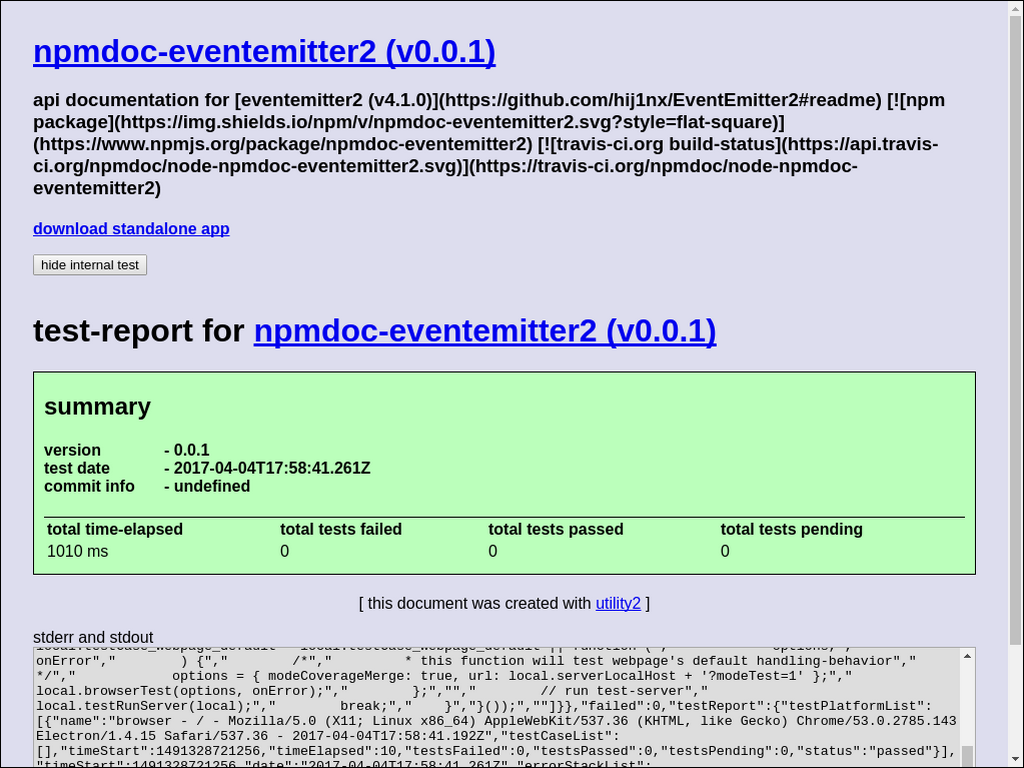 npmdoc-eventemitter2 (v0.0.1)
api documentation for [eventemitter2 (v4.1.0)](https://github.com/hij1nx/EventEmitter2#readme) [![npm
package](https://img.shields.io/npm/v/npmdoc-eventemitter2.svg?style=flat-square)]
(https://www.npmjs.org/package/npmdoc-eventemitter2) [![travis-ci.org build-status](https://api.travis-
ci.org/npmdoc/node-npmdoc-eventemitter2.svg)](https://travis-ci.org/npmdoc/node-npmdoc-
eventemitter2)
download standalone app
hide internal test
test-report for npmdoc-eventemitter2 (v0.0.1)
summary
version - 0.0.1
test date - 2017-04-04T17:58:41.261Z
commit info - undefined
total time-elapsed total tests failed total tests passed total tests pending
1010 ms 0 0 0
[ this document was created with utility2 ]
stderr and stdout
onError","        ) {","        /*","         * this function will test webpage's default handling-behavior","
*/","            options = { modeCoverageMerge: true, url: local.serverLocalHost + '?modeTest=1' };","
local.browserTest(options, onError);","        };","","        // run test-server","
local.testRunServer(local);","        break;","    }","}());",""]}},"failed":0,"testReport":{"testPlatformList":
[{"name":"browser - / - Mozilla/5.0 (X11; Linux x86_64) AppleWebKit/537.36 (KHTML, like Gecko) Chrome/53.0.2785.143
Electron/1.4.15 Safari/537.36 - 2017-04-04T17:58:41.192Z","testCaseList":
[],"timeStart":1491328721256,"timeElapsed":10,"testsFailed":0,"testsPassed":0,"testsPending":0,"status":"passed"}],
"timeStart":1491328721256,"date":"2017-04-04T17:58:41.261Z","errorStackList":